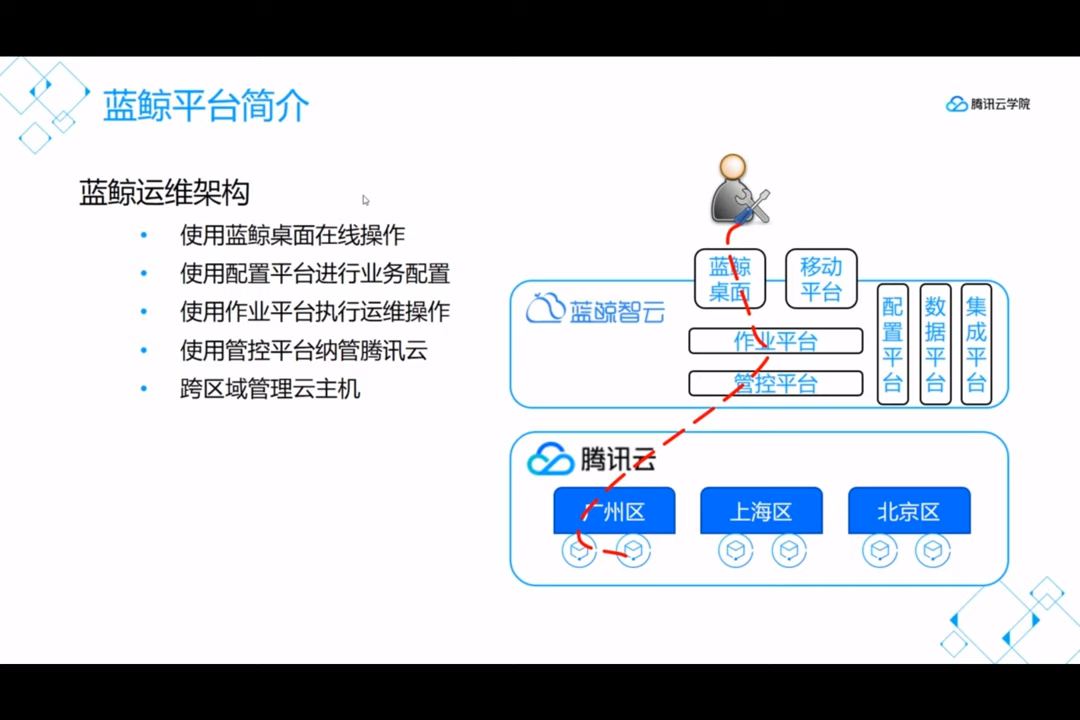 蓝鲸平台简介
腾讯云学院
蓝鲸运维架构
• 使用蓝鲸桌面在线操作
• 使用配置平台进行业务配置
• 使用作业平台执行运维操作
• 使用管控平台纳管腾讯云
• 跨区域管理云主机
蓝鲸
桌面
移动
平台
蓝鲸智云
作业平台
管控平台
配置平台
数据平台
集成平台
腾讯云
广州区
上海区
北京区